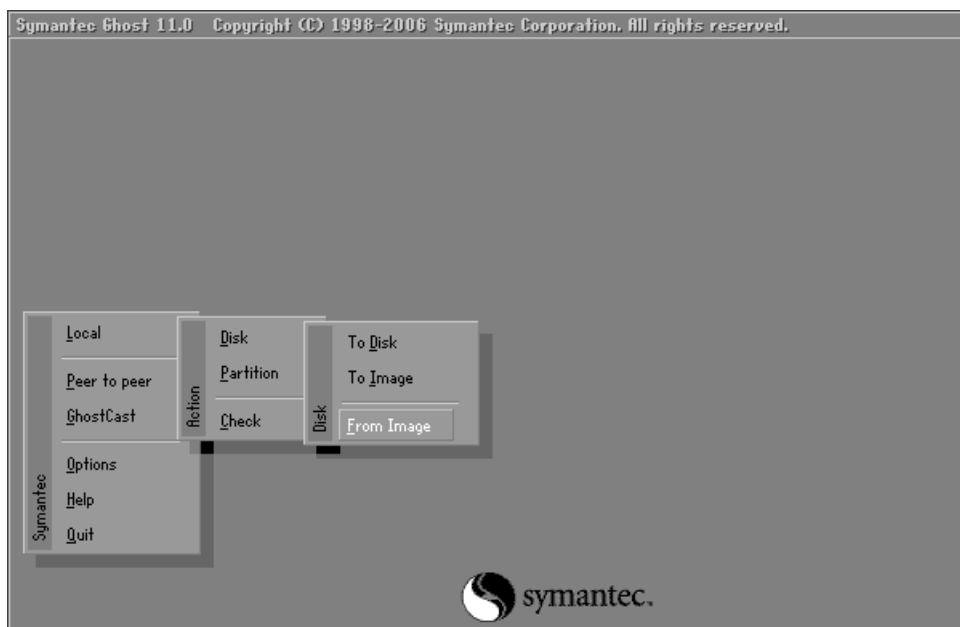 Symantec Ghost 11.0   Copyright (C) 1998-2006 Symantec Corporation. All rights reserved.
Symantec
Local
Peer to peer
GhostCast
Options
Help
Quit
Action
Disk
Partition
Check
Disk
To Disk
To Image
From Image
symantec.